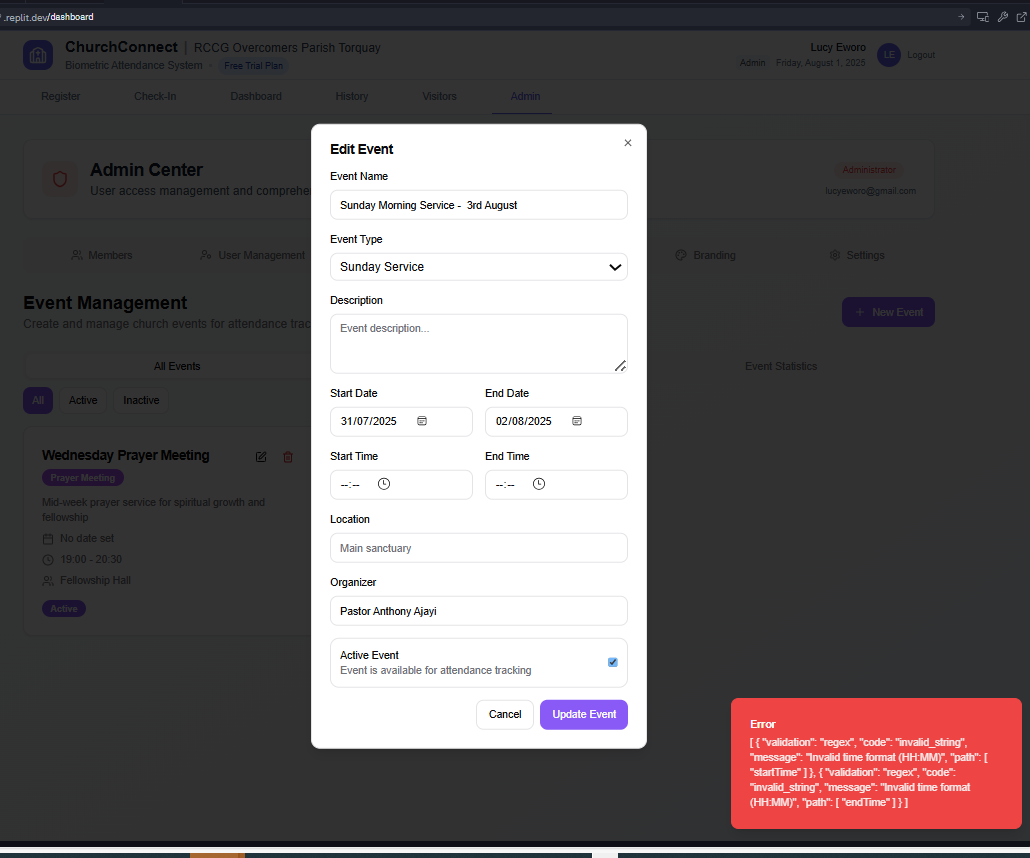 .replit.dev/dashboard
ChurchConnect | RCCG Overcomers Parish Torquay
Biometric Attendance System · Free Trial Plan
Lucy Eworo
Admin Friday, August 1, 2025
LE
Logout
Register Check-In Dashboard History Visitors Admin
Admin Center
User access management and comprehe
Administrator
lucyeworo@gmail.com
Members User Management Branding Settings
Event Management
Create and manage church events for attendance trac
+ New Event
All Events Event Statistics
All Active Inactive
Wednesday Prayer Meeting
Prayer Meeting
Mid-week prayer service for spiritual growth and
fellowship
No date set
19:00 - 20:30
Fellowship Hall
Active
Edit Event
×
Event Name
Sunday Morning Service - 3rd August
Event Type
Sunday Service
Description
Event description...
Start Date End Date
31/07/2025 02/08/2025
Start Time End Time
--:-- --:--
Location
Main sanctuary
Organizer
Pastor Anthony Ajayi
Active Event
Event is available for attendance tracking
Cancel Update Event
Error
[ { "validation": "regex", "code": "invalid_string",
"message": "Invalid time format (HH:MM)", "path": [
"startTime" ] }, { "validation": "regex", "code":
"invalid_string", "message": "Invalid time format
(HH:MM)", "path": [ "endTime" ] } ]